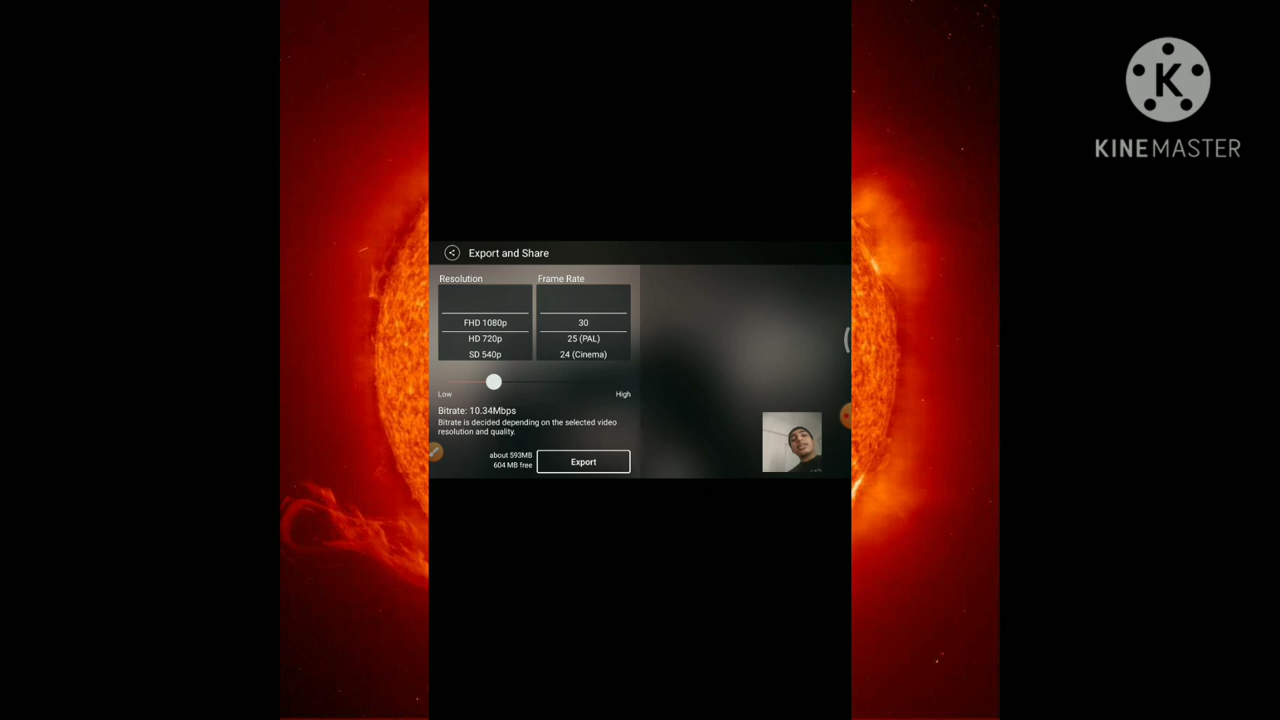 K
KINEMASTER
Export and Share
Resolution
Frame Rate
FHD 1080p
30
HD 720p
25 (PAL)
SD 540p
24 (Cinema)
Low
High
Bitrate: 10.34Mbps
Bitrate is decided depending on the selected video
resolution and quality.
about 593MB
604 MB free
Export